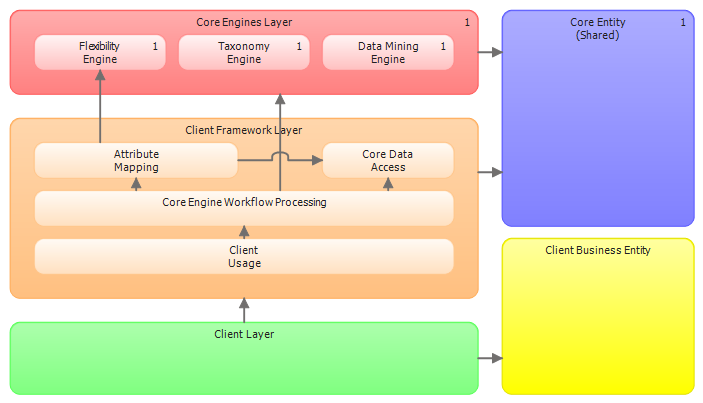 Core Engines Layer 1
Flexibility 1
Engine
Taxonomy 1
Engine
Data Mining 1
Engine
Core Entity 1
(Shared)
Client Framework Layer
Attribute
Mapping
Core Data
Access
Core Engine Workflow Processing
Client
Usage
Client Business Entity
Client Layer